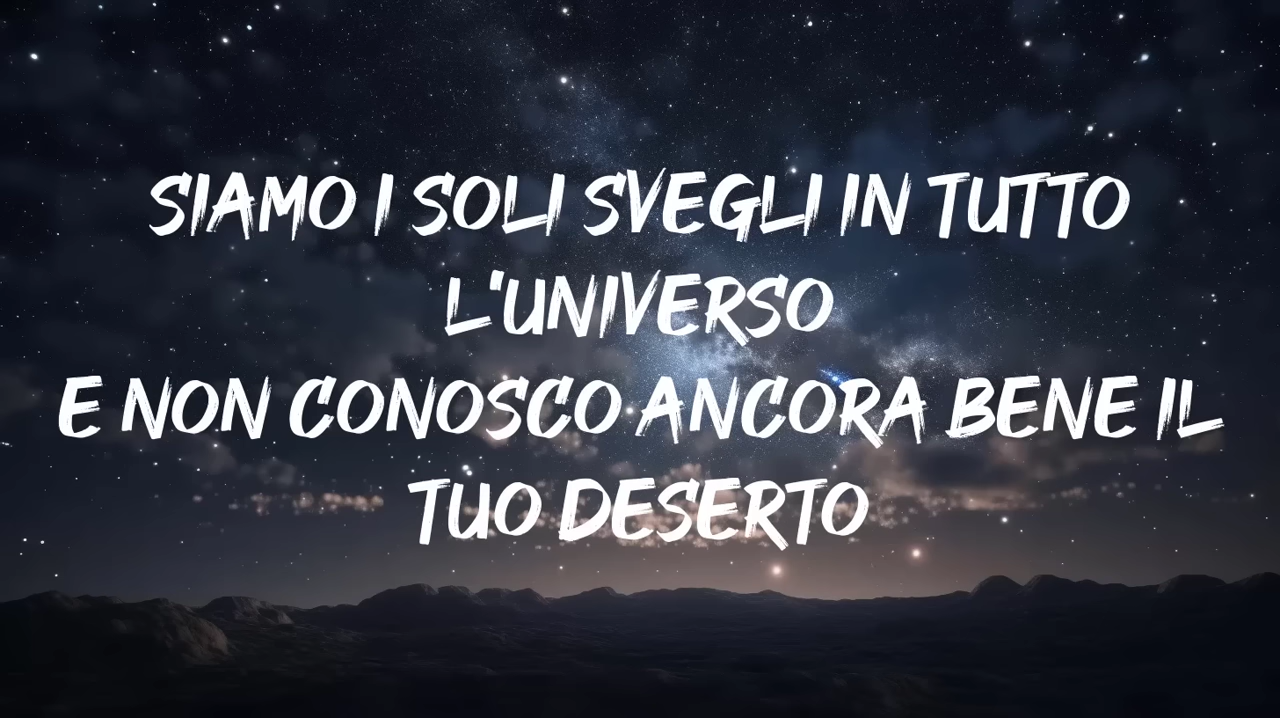 SIAMO I SOLI SVEGLI IN TUTTO
L'UNIVERSO
E NON CONOSCO ANCORA BENE IL
TUO DESERTO